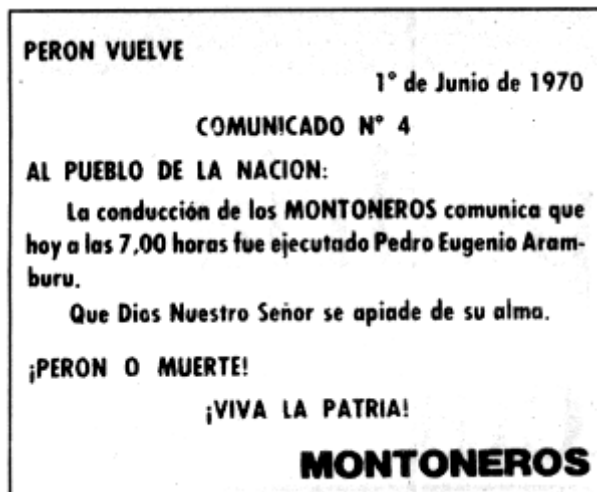 PERON VUELVE
1° de Junio de 1970
COMUNICADO N° 4
AL PUEBLO DE LA NACION:
La conducción de los MONTONEROS comunica que
hoy a las 7,00 horas fue ejecutado Pedro Eugenio Aram-
buru.
Que Dios Nuestro Señor se apiade de su alma.
¡PERON O MUERTE!
¡VIVA LA PATRIA!
MONTONEROS